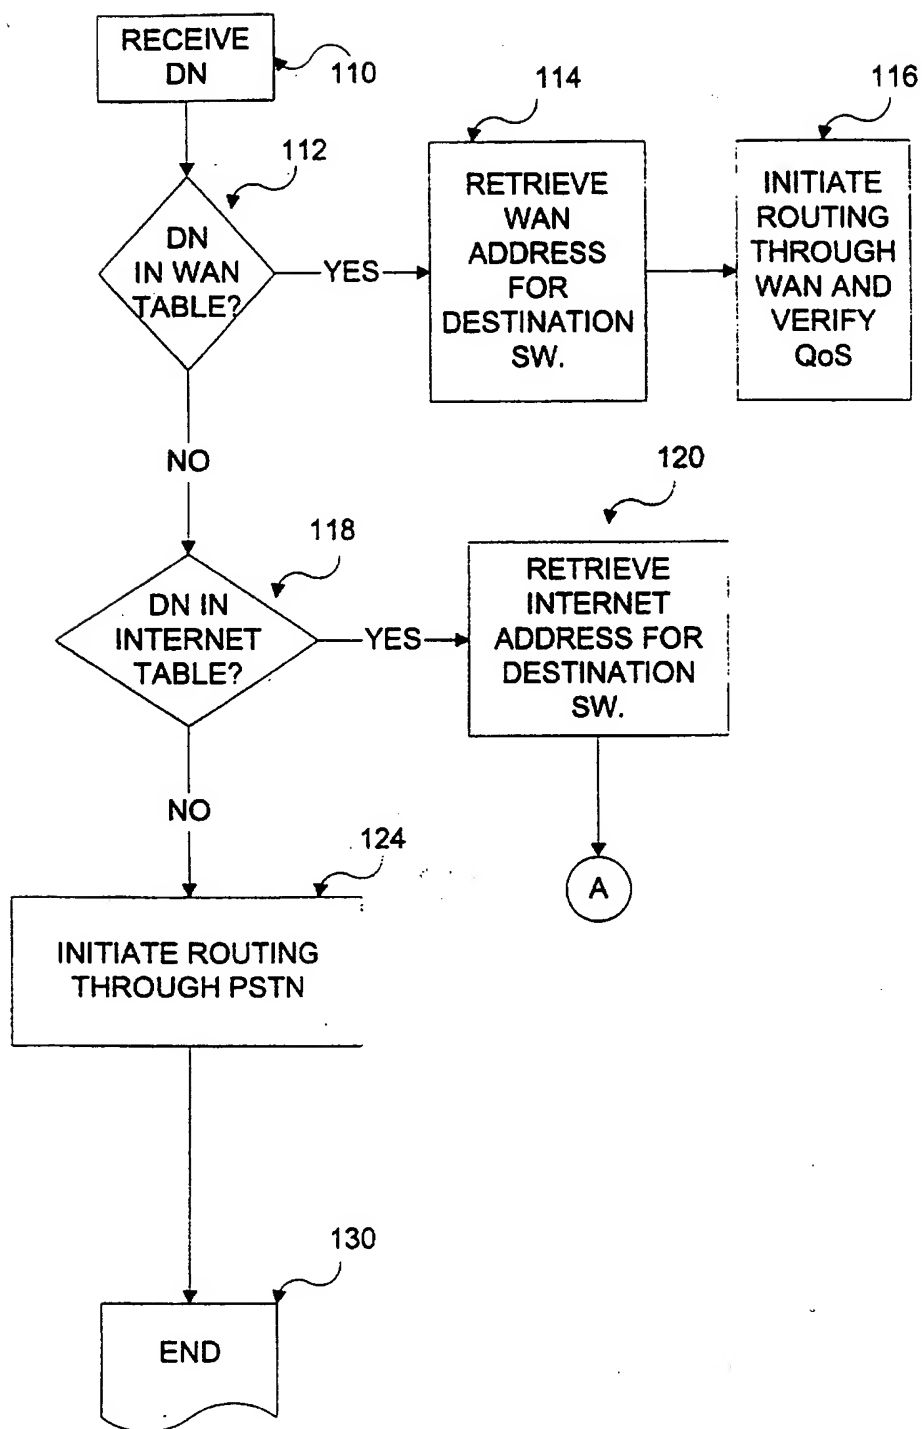 RECEIVE
DN
110
112
DN
IN WAN
TABLE?
YES
114
RETRIEVE
WAN
ADDRESS
FOR
DESTINATION
SW.
116
INITIATE
ROUTING
THROUGH
WAN AND
VERIFY
QoS
NO
118
DN IN
INTERNET
TABLE?
YES
120
RETRIEVE
INTERNET
ADDRESS FOR
DESTINATION
SW.
A
NO
124
INITIATE ROUTING
THROUGH PSTN
130
END